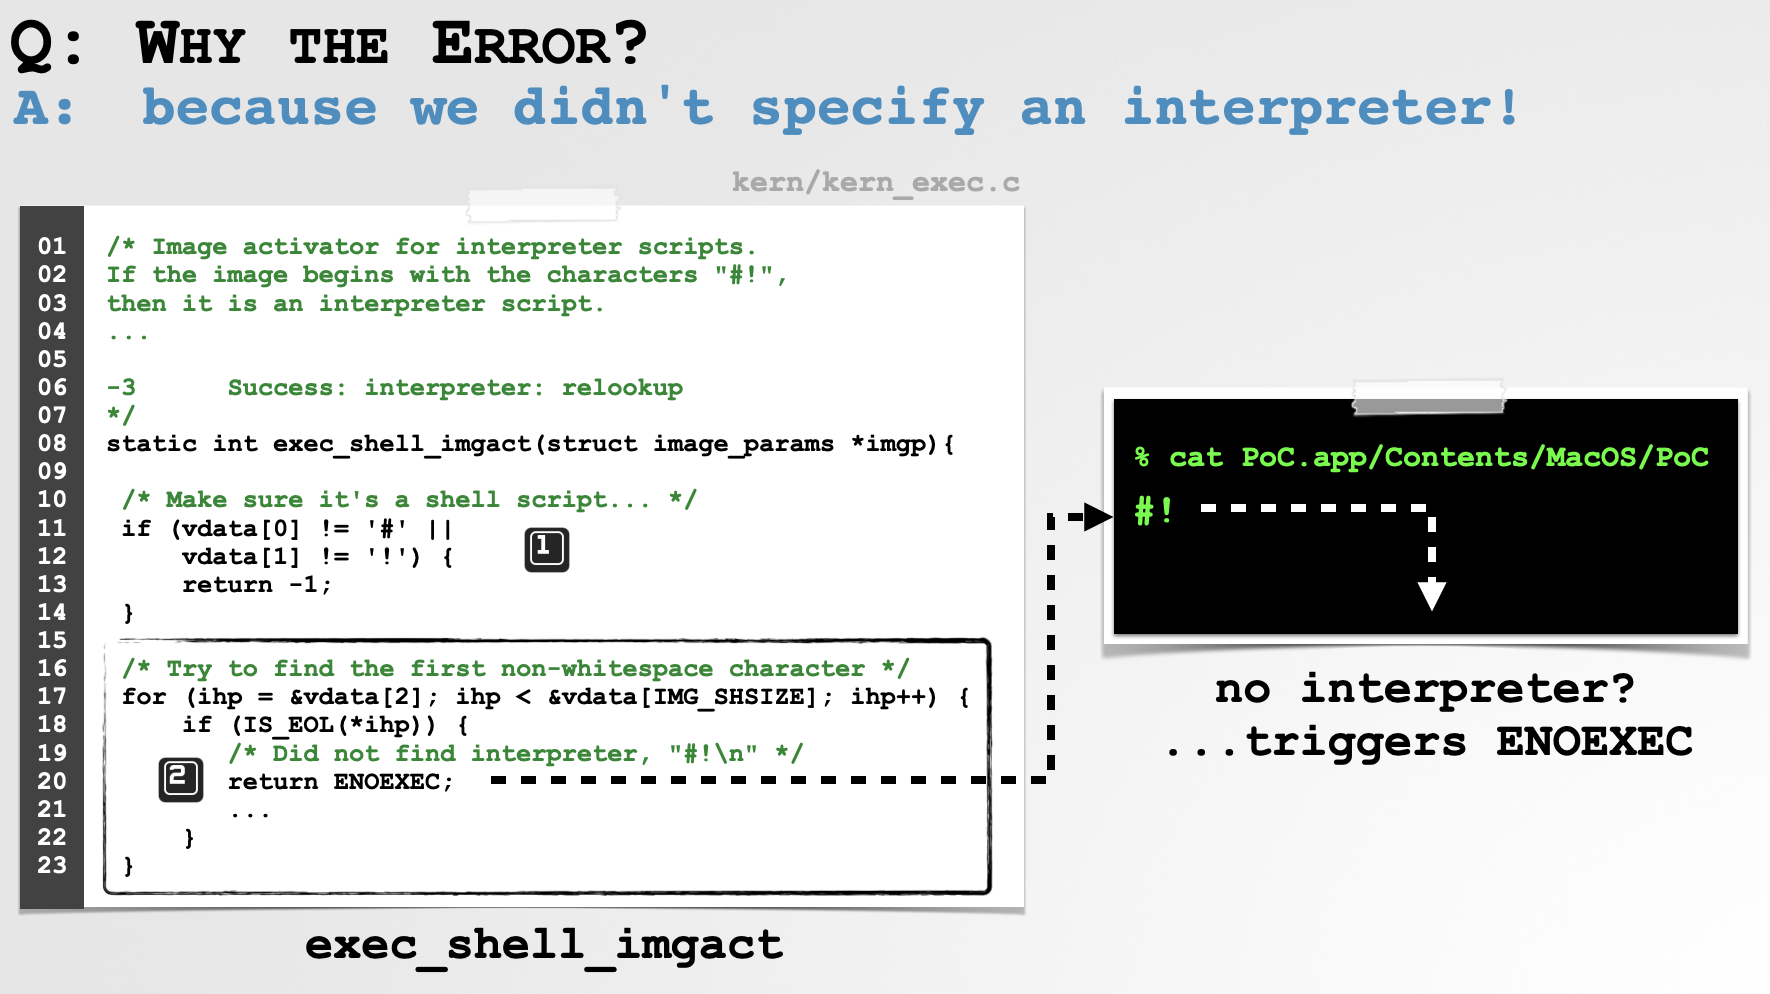 Q: WHY THE ERROR?
A: because we didn't specify an interpreter!
kern/kern_exec.c
01 /* Image activator for interpreter scripts.
02 If the image begins with the characters "#!",
03 then it is an interpreter script.
04 ...
05
06 -3 Success: interpreter: relookup
07 */
08 static int exec_shell_imgact(struct image_params *imgp){
09
10 /* Make sure it's a shell script... */
11 if (vdata[0] != '#' ||
12 vdata[1] != '!') {
1
13 return -1;
14 }
15
16 /* Try to find the first non-whitespace character */
17 for (ihp = &vdata[2]; ihp < &vdata[IMG_SHSIZE]; ihp++) {
18 if (IS_EOL(*ihp)) {
19 /* Did not find interpreter, "#!\n" */
2
20 return ENOEXEC;
21 ...
22 }
23 }
exec_shell_imgact
% cat PoC.app/Contents/MacOS/PoC
#!
no interpreter?
...triggers ENOEXEC